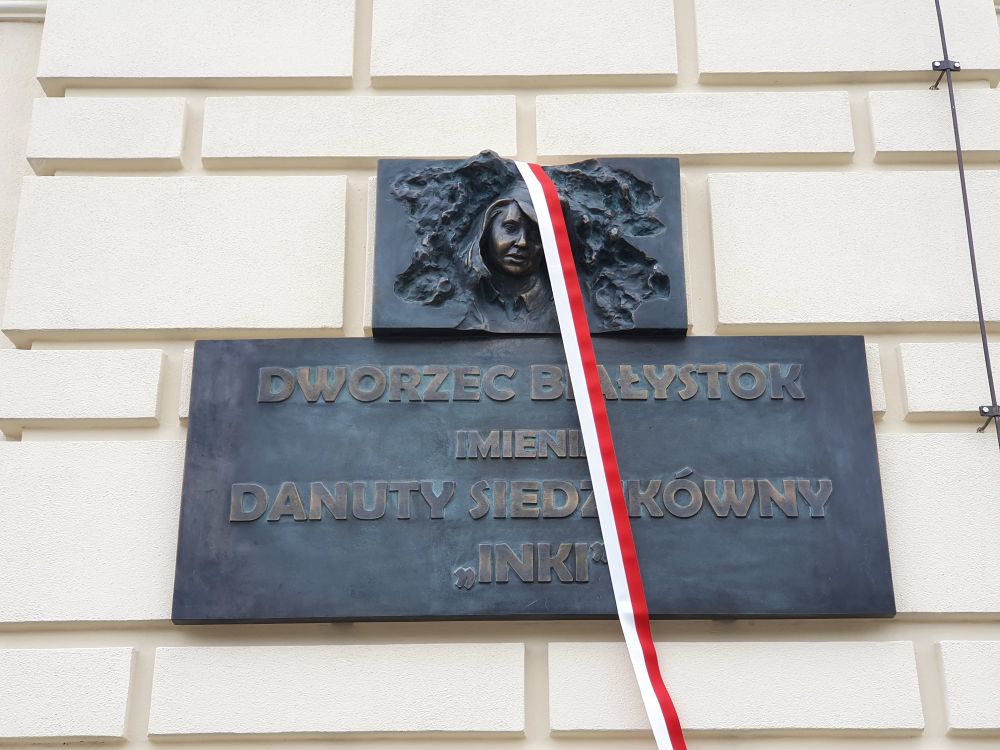 DWORZEC BIAŁYSTOK
IMIENIA
DANUTY SIEDZIKÓWNY
„INKI”